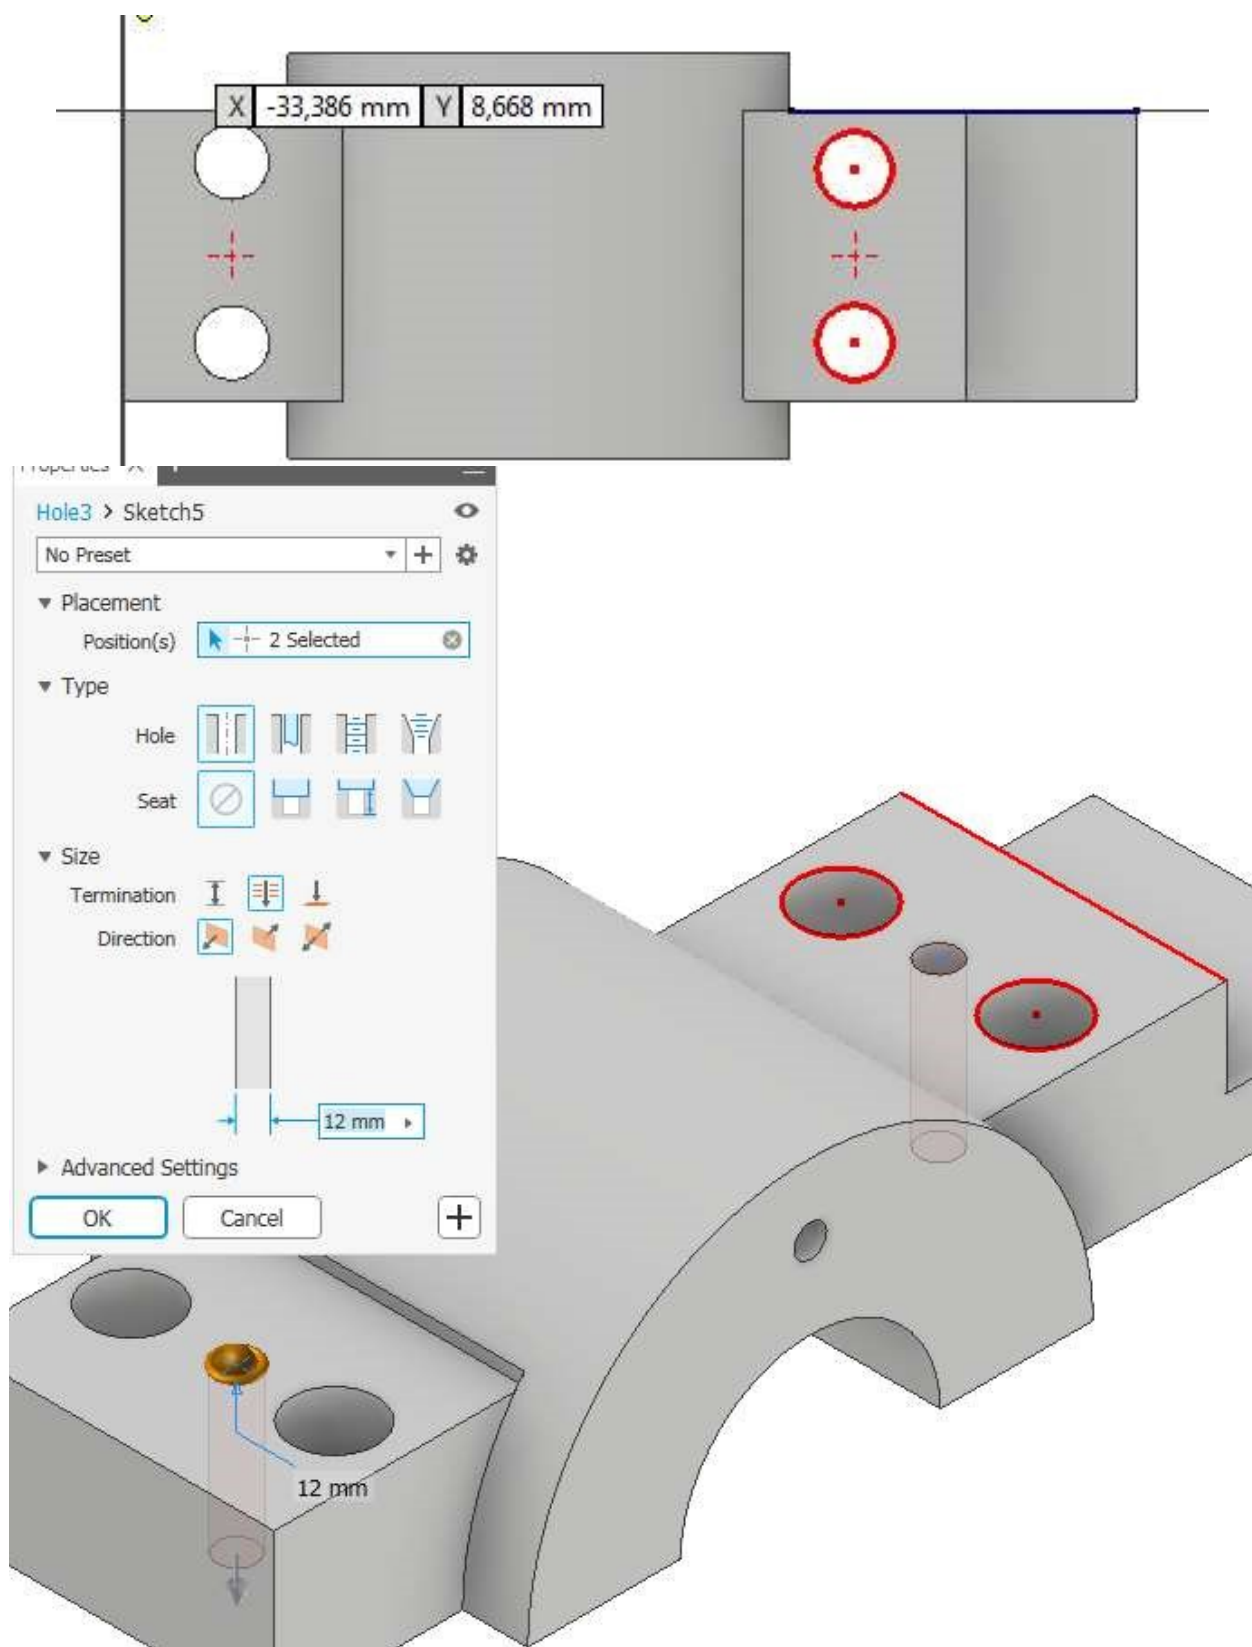 X -33,386 mm Y 8,668 mm
Properties X +
Hole3 > Sketch5
No Preset
Placement
Position(s) 2 Selected
Type
Hole
Seat
Size
Termination
Direction
12 mm
Advanced Settings
OK Cancel +
12 mm